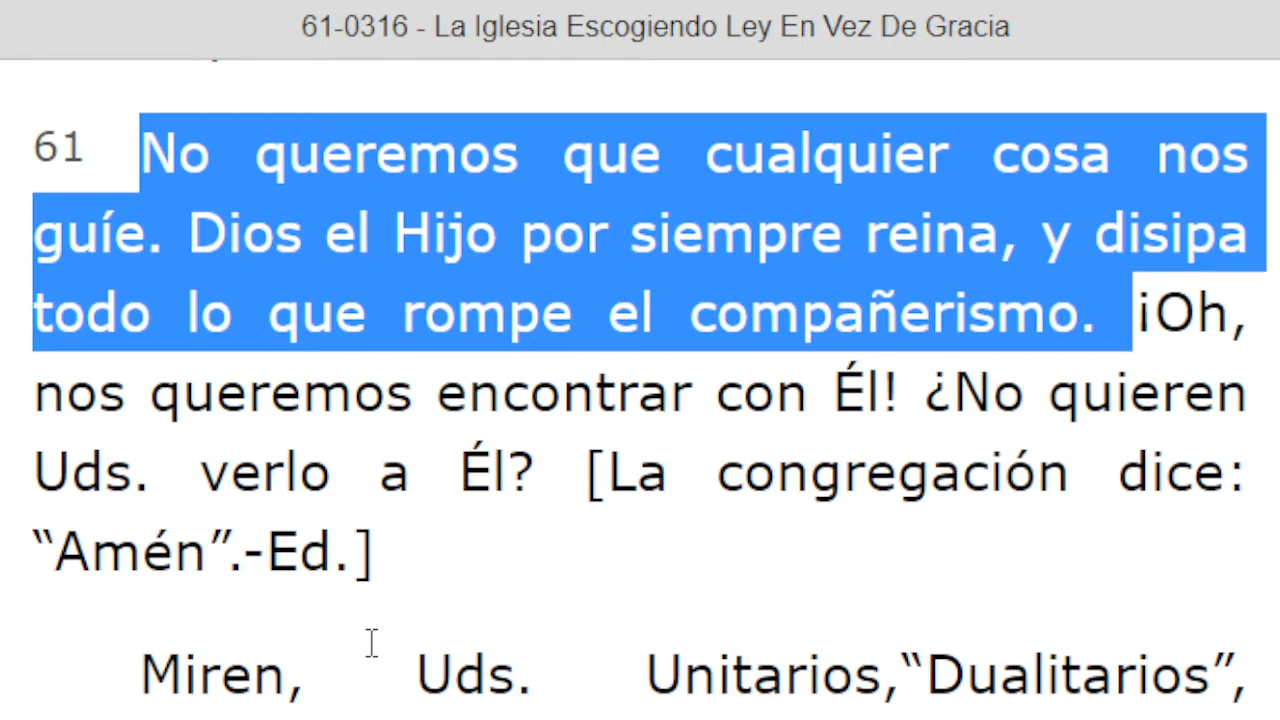 61-0316 - La Iglesia Escogiendo Ley En Vez De Gracia
61 No queremos que cualquier cosa nos
guíe. Dios el Hijo por siempre reina, y disipa
todo lo que rompe el compañerismo. ¡Oh,
nos queremos encontrar con Él! ¿No quieren
Uds. verlo a Él? [La congregación dice:
“Amén”.-Ed.]
Miren, Uds. Unitarios,“Dualitarios”,